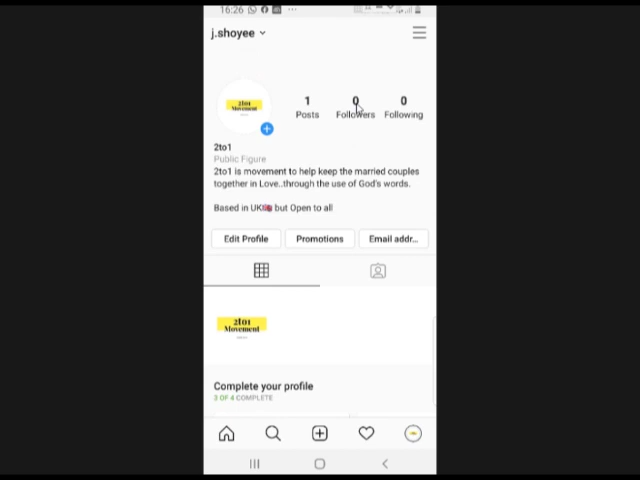 16:26
j.shoyee
2to1
Movement
1
0
0
Posts
Followers
Following
2to1
Public Figure
2to1 is movement to help keep the married couples
together in Love..through the use of God's words.
Based in UK but Open to all
Edit Profile
Promotions
Email addr...
2to1
Movement
Complete your profile
3 OF 4 COMPLETE